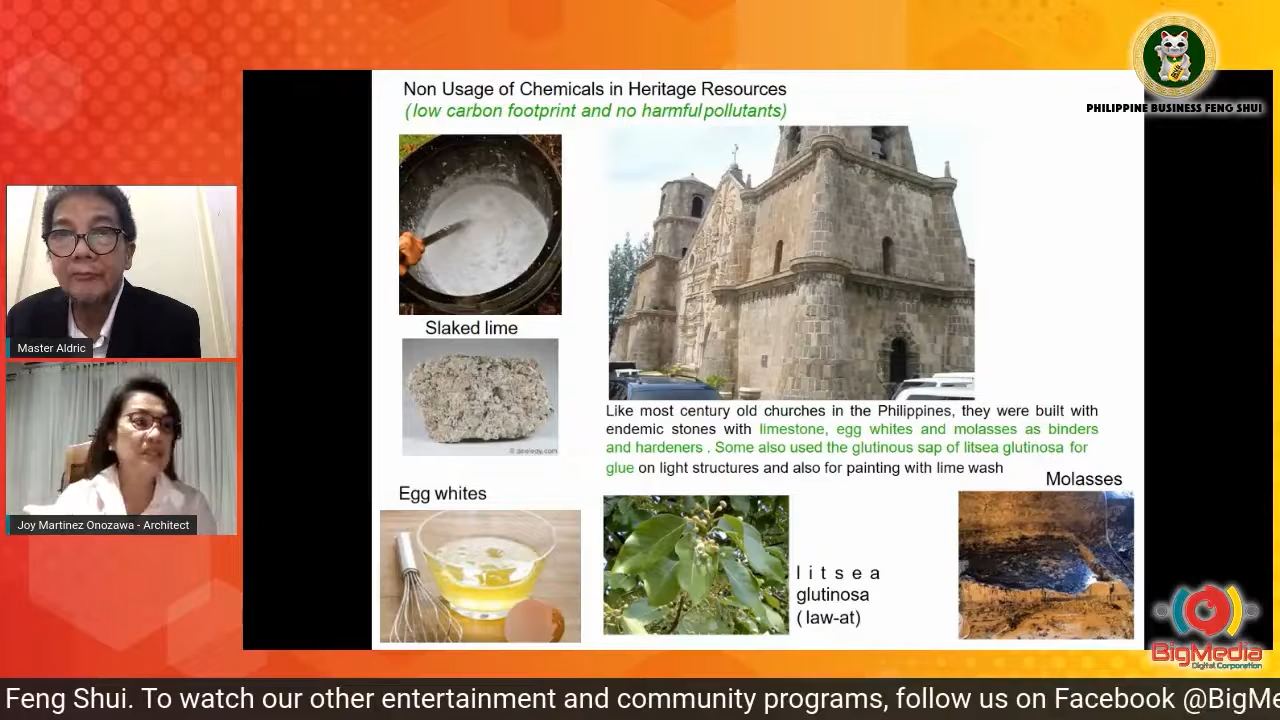 Non Usage of Chemicals in Heritage Resources
(low carbon footprint and no harmful pollutants)
PHILIPPINE BUSINESS FENG SHUI
Slaked lime
Master Aldric
Like most century old churches in the Philippines, they were built with
endemic stones with limestone, egg whites and molasses as binders
and hardeners . Some also used the glutinous sap of litsea glutinosa for
glue on light structures and also for painting with lime wash
Egg whites
Molasses
Joy Martinez Onozawa - Architect
litsea
glutinosa
(law-at)
BigMedia
Digital Corporation
Feng Shui. To watch our other entertainment and community programs, follow us on Facebook @BigMe